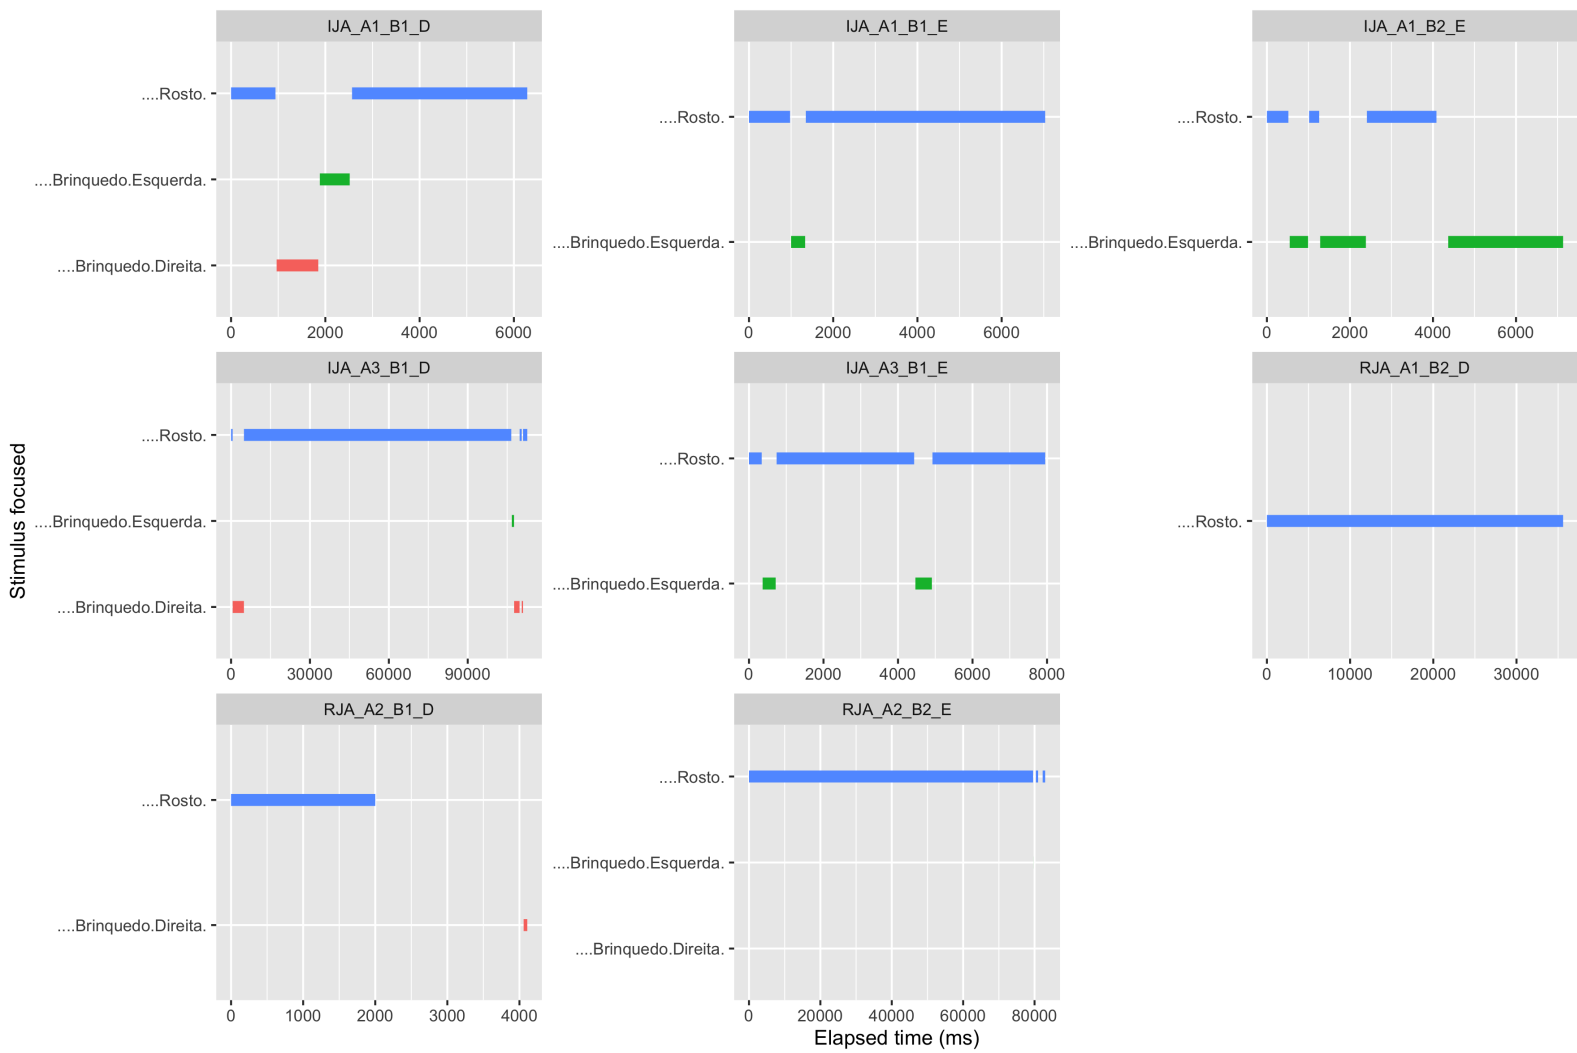 IJA_A1_B1_D
IJA_A1_B1_E
IJA_A1_B2_E
....Rosto.
....Brinquedo.Esquerda.
....Brinquedo.Direita.
0 2000 4000 6000
....Rosto.
....Brinquedo.Esquerda.
0 2000 4000 6000
....Rosto.
....Brinquedo.Esquerda.
0 2000 4000 6000
IJA_A3_B1_D
IJA_A3_B1_E
RJA_A1_B2_D
Stimulus focused
....Rosto.
....Brinquedo.Esquerda.
....Brinquedo.Direita.
0 30000 60000 90000
....Rosto.
....Brinquedo.Esquerda.
0 2000 4000 6000 8000
....Rosto.
0 10000 20000 30000
RJA_A2_B1_D
RJA_A2_B2_E
....Rosto.
....Brinquedo.Direita.
0 1000 2000 3000 4000
....Rosto.
....Brinquedo.Esquerda.
....Brinquedo.Direita.
0 20000 40000 60000 80000
Elapsed time (ms)